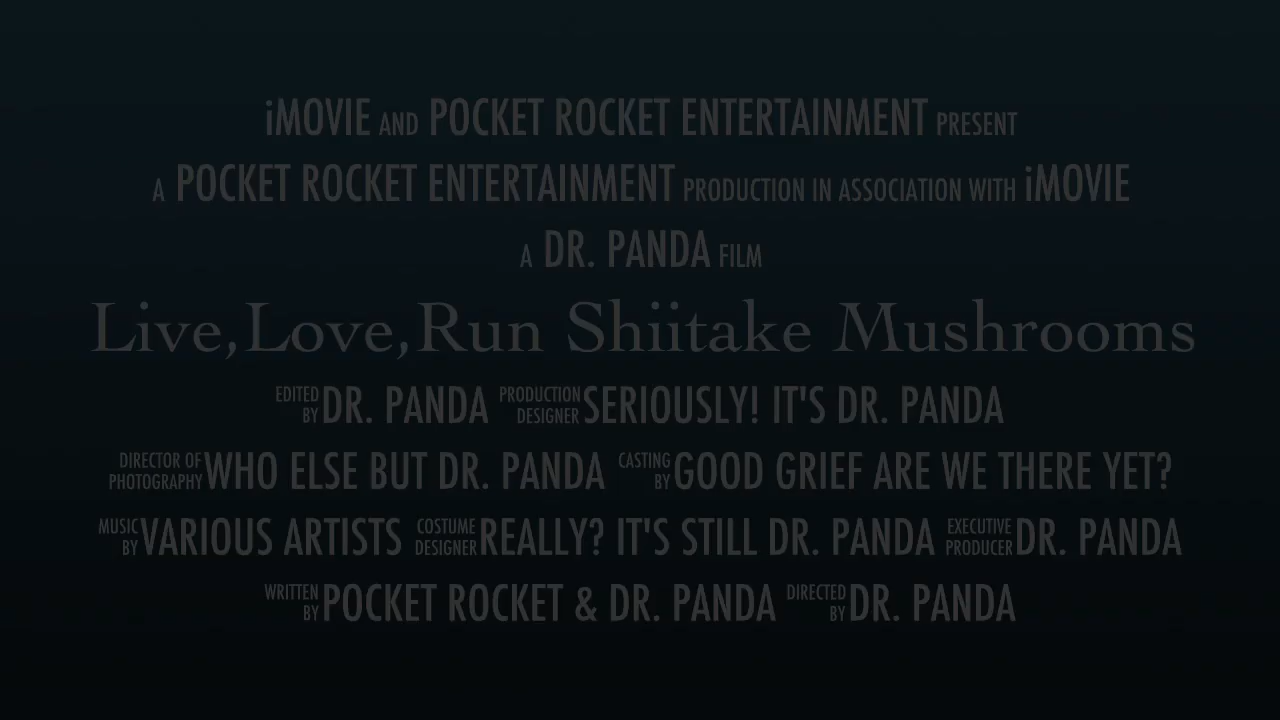 iMOVIE AND POCKET ROCKET ENTERTAINMENT PRESENT
A POCKET ROCKET ENTERTAINMENT PRODUCTION IN ASSOCIATION WITH iMOVIE
A DR. PANDA FILM
Live,Love,Run Shiitake Mushrooms
EDITED BY DR. PANDA PRODUCTION DESIGNER SERIOUSLY! IT'S DR. PANDA
DIRECTOR OF PHOTOGRAPHY WHO ELSE BUT DR. PANDA CASTING BY GOOD GRIEF ARE WE THERE YET?
MUSIC BY VARIOUS ARTISTS COSTUME DESIGNER REALLY? IT'S STILL DR. PANDA EXECUTIVE PRODUCER DR. PANDA
WRITTEN BY POCKET ROCKET & DR. PANDA DIRECTED BY DR. PANDA